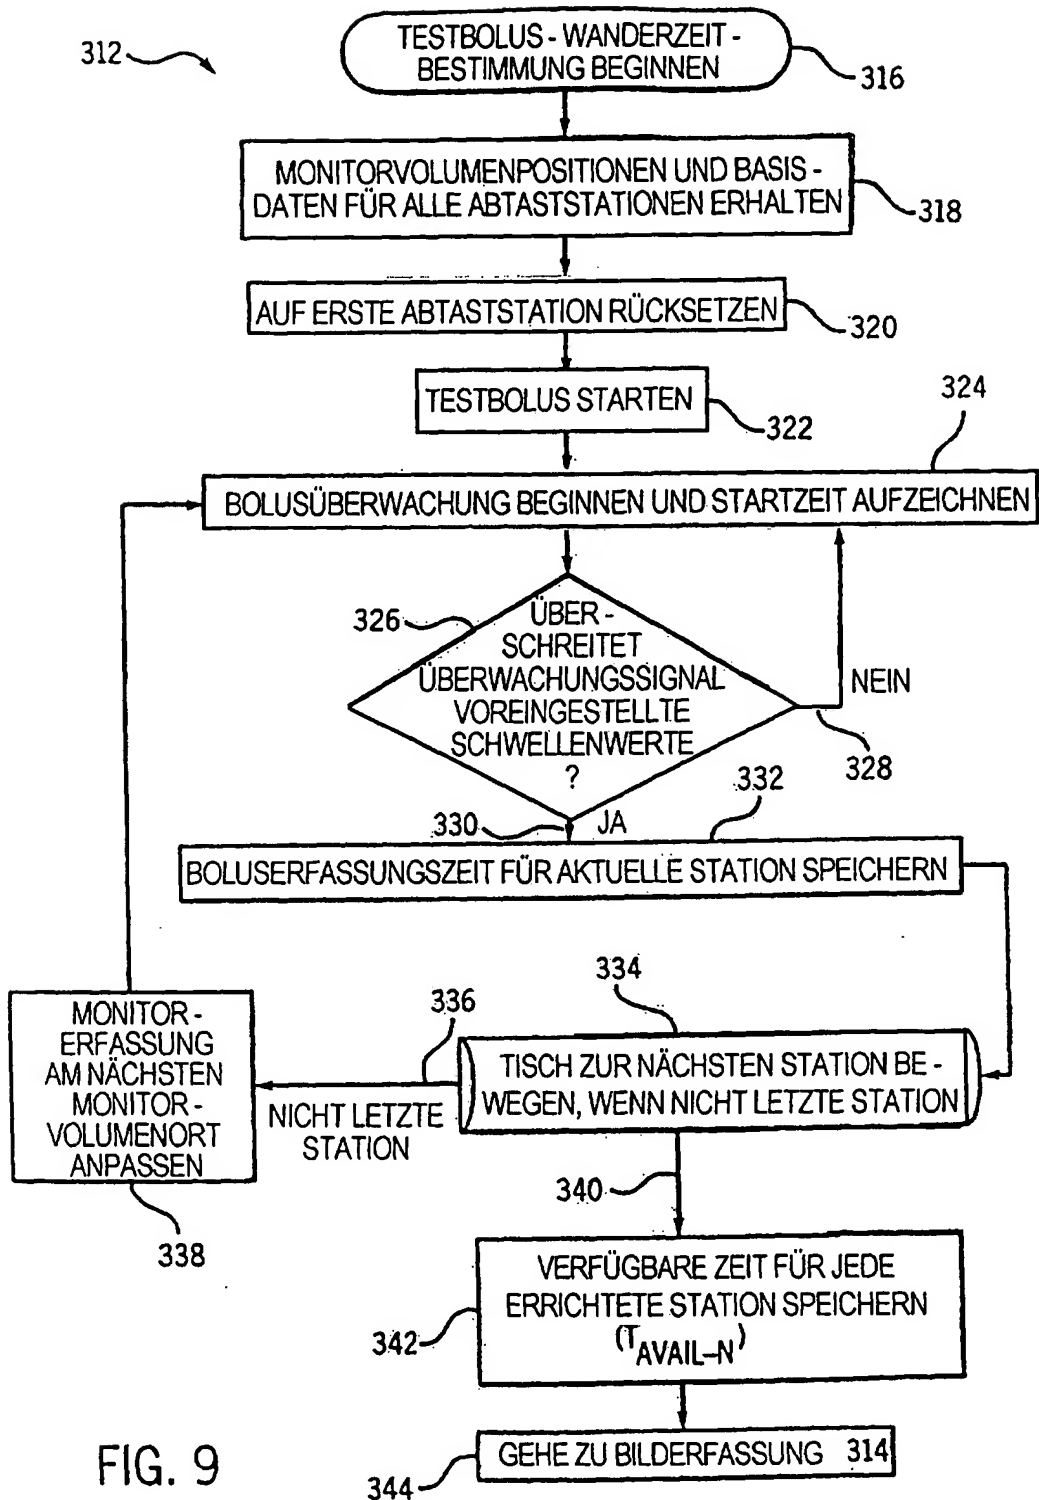 312
TESTBOLUS - WANDERZEIT -
BESTIMMUNG BEGINNEN
316
MONITORVOLUMENPOSITIONEN UND BASIS -
DATEN FÜR ALLE ABTASTSTATIONEN ERHALTEN
318
AUF ERSTE ABTASTSTATION RÜCKSETZEN
320
TESTBOLUS STARTEN
322
324
BOLUSÜBERWACHUNG BEGINNEN UND STARTZEIT AUFZEICHNEN
326
ÜBER -
SCHREITET
ÜBERWACHUNGSSIGNAL
VOREINGESTELLTE
SCHWELLENWERTE
?
NEIN
328
330
JA
332
BOLUSERFASSUNGSZEIT FÜR AKTUELLE STATION SPEICHERN
334
336
TISCH ZUR NÄCHSTEN STATION BE -
WEGEN, WENN NICHT LETZTE STATION
NICHT LETZTE
STATION
MONITOR -
ERFASSUNG
AM NÄCHSTEN
MONITOR -
VOLUMENORT
ANPASSEN
338
340
VERFÜGBARE ZEIT FÜR JEDE
ERRICHTETE STATION SPEICHERN
(TAVAIL–N)
342
GEHE ZU BILDERFASSUNG 314
344
FIG. 9